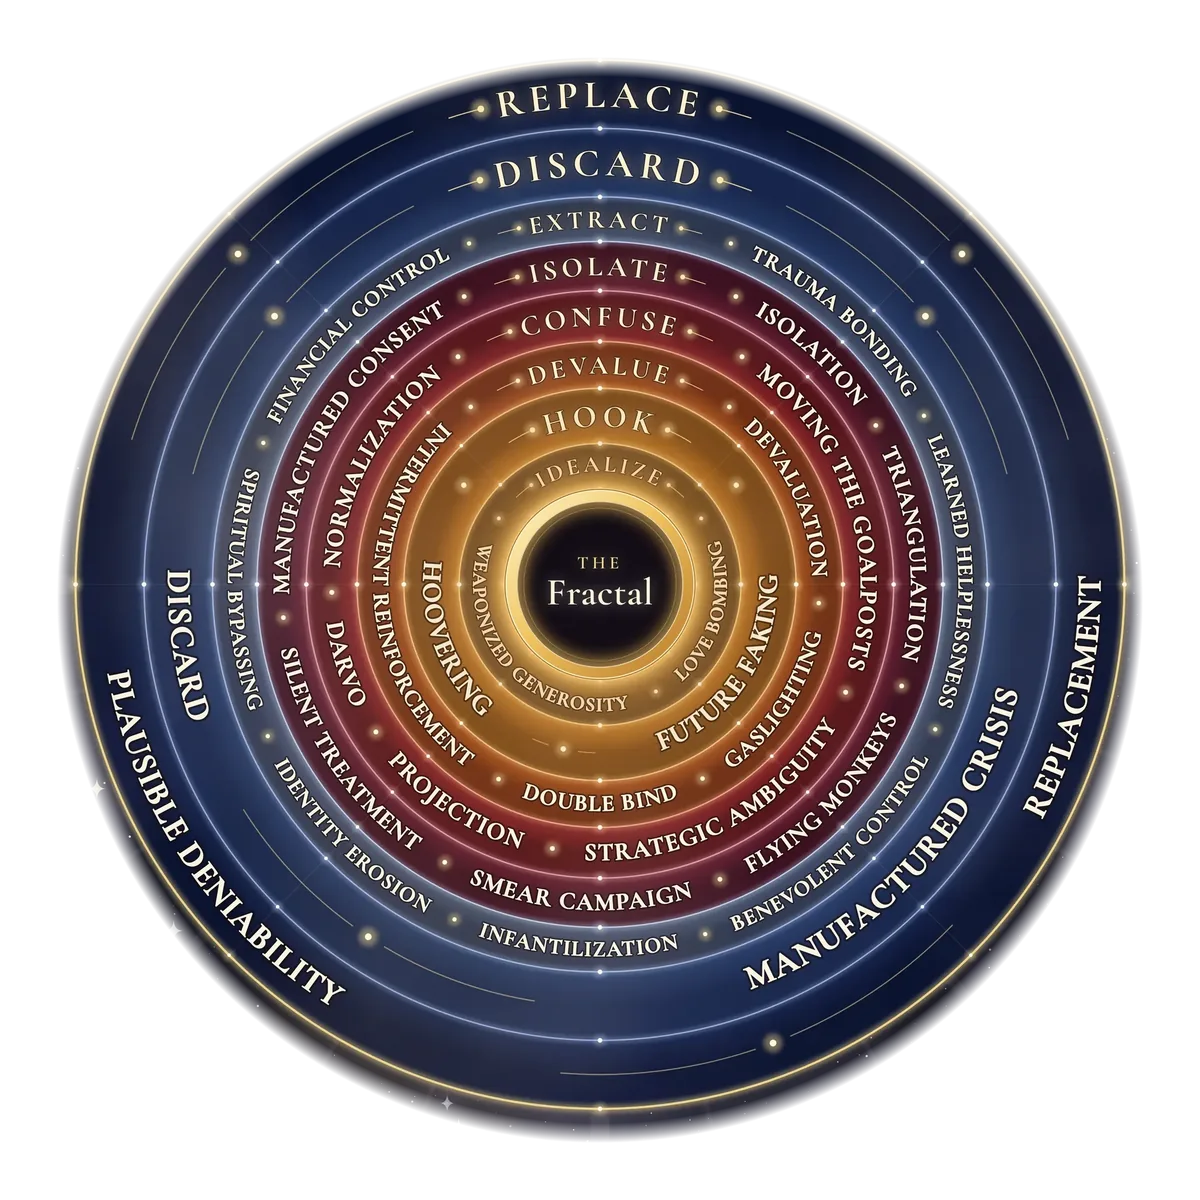 REPLACE
DISCARD
EXTRACT
ISOLATE
CONFUSE
DEVALUE
HOOK
IDEALIZE
THE
Fractal
LOVE BOMBING
WEAPONIZED GENEROSITY
FUTURE FAKING
HOOVERING
DEVALUATION
GASLIGHTING
DOUBLE BIND
INTERMITTENT REINFORCEMENT
MOVING THE GOALPOSTS
STRATEGIC AMBIGUITY
PROJECTION
DARVO
NORMALIZATION
ISOLATION
TRIANGULATION
FLYING MONKEYS
SMEAR CAMPAIGN
SILENT TREATMENT
MANUFACTURED CONSENT
TRAUMA BONDING
LEARNED HELPLESSNESS
BENEVOLENT CONTROL
INFANTILIZATION
IDENTITY EROSION
SPIRITUAL BYPASSING
FINANCIAL CONTROL
MANUFACTURED CRISIS
DISCARD
REPLACEMENT
PLAUSIBLE DENIABILITY